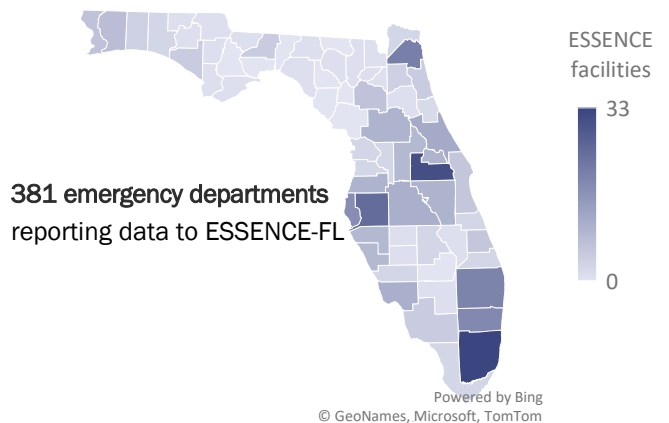 ESSENCE
facilities
33
0
381 emergency departments
reporting data to ESSENCE-FL
Powered by Bing
© GeoNames, Microsoft, TomTom